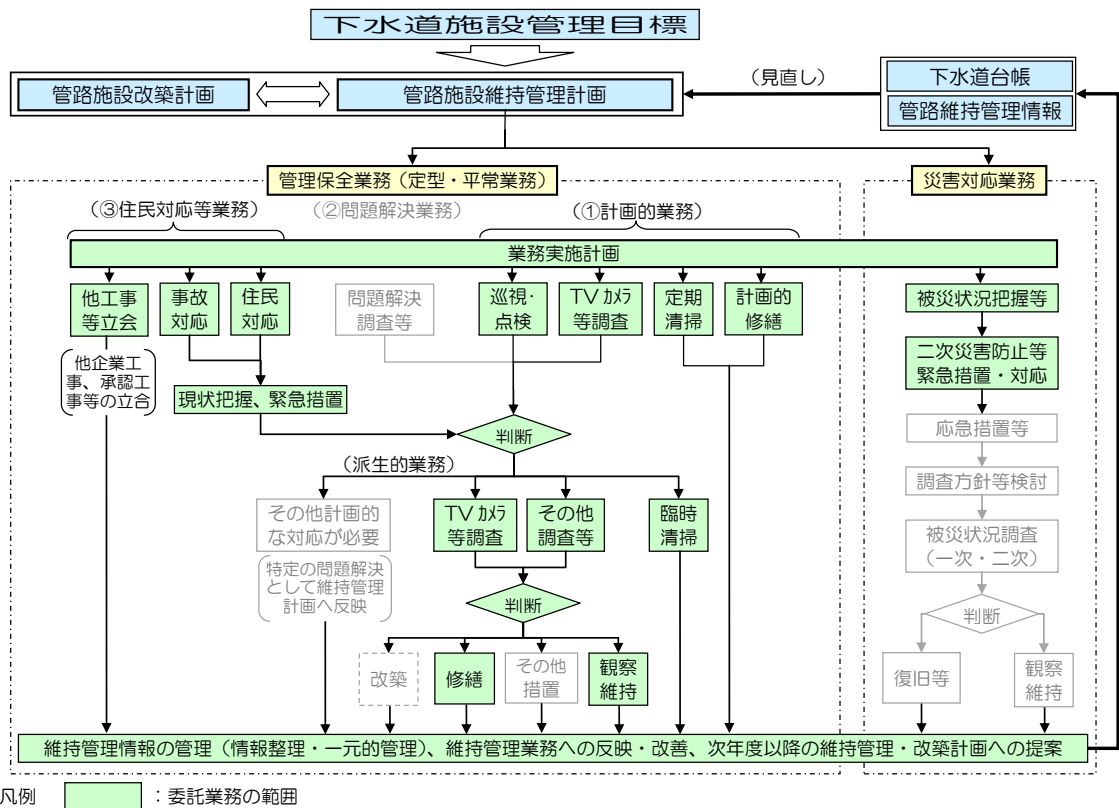 下水道施設管理目標
管路施設改築計画
管路施設維持管理計画
(見直し)
下水道台帳
管路維持管理情報
管理保全業務(定型・平常業務)
災害対応業務
(③住民対応等業務)
(②問題解決業務)
(①計画的業務)
業務実施計画
他工事
等立会
事故
対応
住民
対応
問題解決
調査等
巡視・
点検
TVカメラ
等調査
定期
清掃
計画的
修繕
被災状況把握等
他企業工
事、承認工
事等の立合
現状把握、緊急措置
二次災害防止等
緊急措置・対応
判断
応急措置等
(派生的業務)
調査方針等検討
その他計画的
な対応が必要
TVカメラ
等調査
その他
調査等
臨時
清掃
被災状況調査
(一次・二次)
特定の問題解決
として維持管理
計画へ反映
判断
判断
改築
修繕
その他
措置
観察
維持
復旧等
観察
維持
維持管理情報の管理(情報整理・一元的管理)、維持管理業務への反映・改善、次年度以降の維持管理・改築計画への提案
凡例
:委託業務の範囲